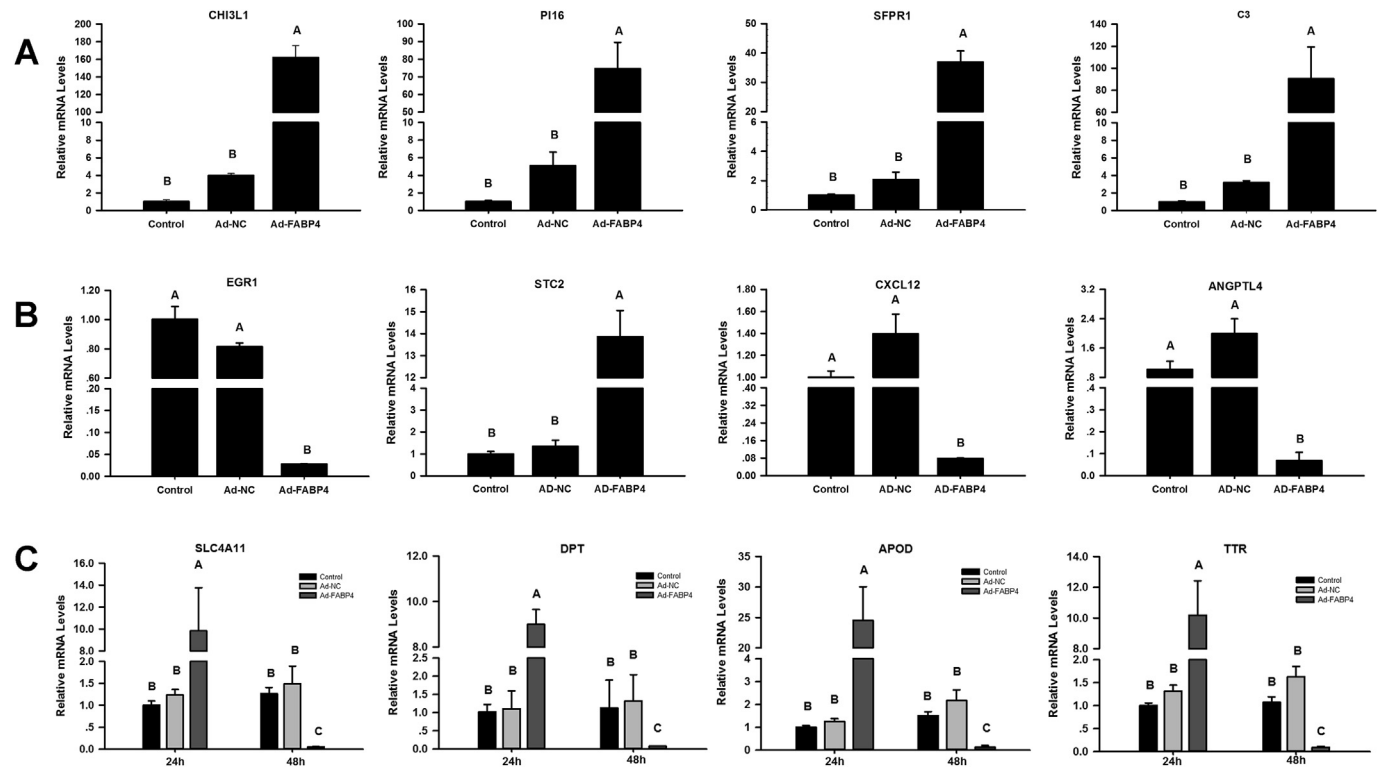 A
CHI3L1
Relative mRNA Levels
200
180
160
140
120
100
10
8
6
4
2
0
B
B
A
Control Ad-NC Ad-FABP4
PI16
Relative mRNA Levels
100
90
80
70
60
50
10
8
6
4
2
0
B
B
A
Control Ad-NC Ad-FABP4
SFPR1
Relative mRNA Levels
50
40
30
20
6
4
2
0
B
B
A
Control Ad-NC Ad-FABP4
C3
Relative mRNA Levels
140
120
100
80
60
40
10
8
6
4
2
0
B
B
A
Control Ad-NC Ad-FABP4
B
EGR1
Relative mRNA Levels
1.20
1.00
.80
.60
.20
.15
.10
.05
0.00
A
A
B
Control Ad-NC Ad-FABP4
STC2
Relative mRNA Levels
16
15
14
13
12
4
3
2
1
0
B
B
A
Control AD-NC AD-FABP4
CXCL12
Relative mRNA Levels
1.80
1.60
1.40
1.20
1.00
.40
.32
.24
.16
.08
0.00
A
A
B
Control AD-NC AD-FABP4
ANGPTL4
Relative mRNA Levels
3.2
2.4
1.6
.8
.4
.3
.2
.1
0.0
A
A
B
Control AD-NC AD-FABP4
C
SLC4A11
Relative mRNA Levels
16.0
14.0
12.0
10.0
8.0
2.0
1.5
1.0
.5
0.0
B
B
A
B
B
C
Control
Ad-NC
Ad-FABP4
24h 48h
DPT
Relative mRNA Levels
11.0
10.0
9.0
8.0
2.5
2.0
1.5
1.0
.5
0.0
B
B
A
B
B
C
Control
Ad-NC
Ad-FABP4
24h 48h
APOD
Relative mRNA Levels
35
30
25
20
4
3
2
1
0
B
B
A
B
B
C
Control
Ad-NC
Ad-FABP4
24h 48h
TTR
Relative mRNA Levels
14.0
12.0
10.0
8.0
2.0
1.5
1.0
.5
0.0
B
B
A
B
B
C
Control
Ad-NC
Ad-FABP4
24h 48h